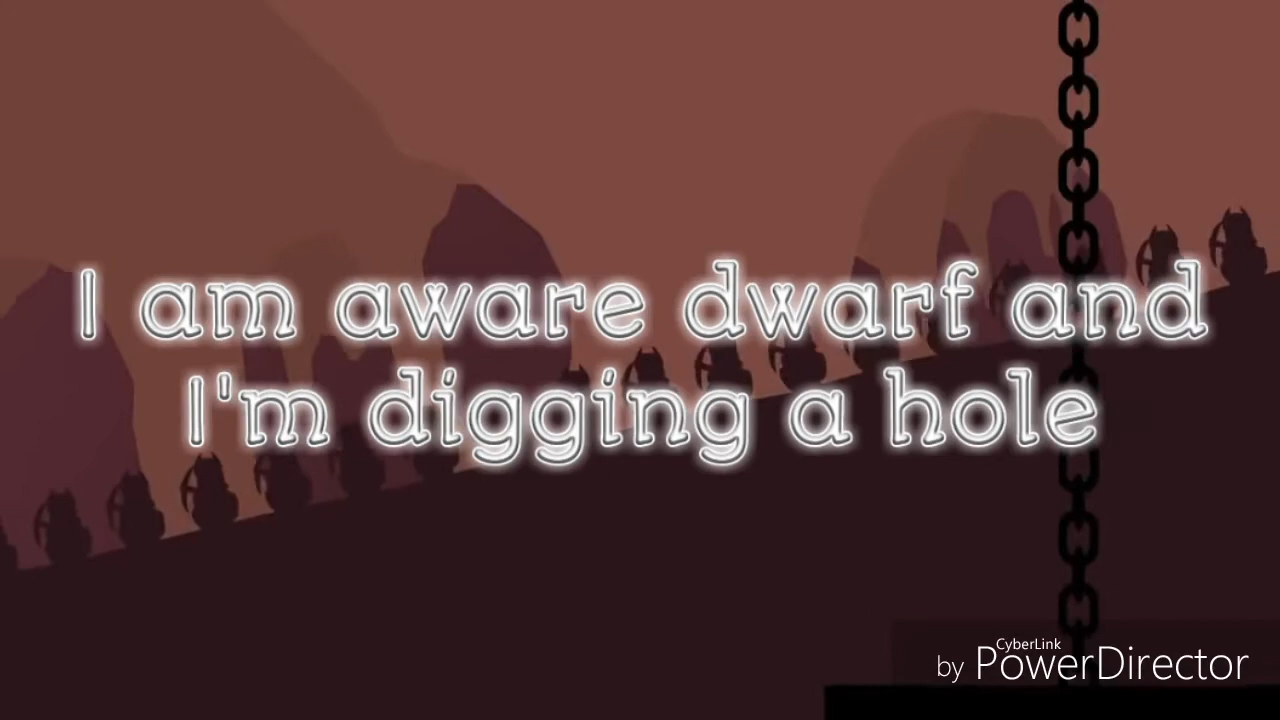 I am aware dwarf and
I'm digging a hole
CyberLink
by PowerDirector